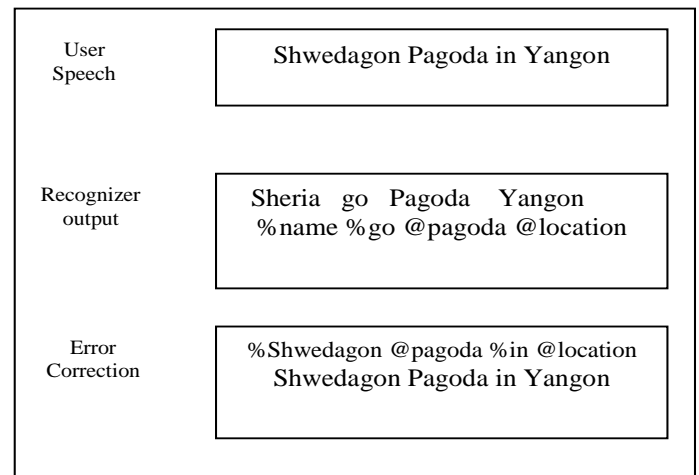 User
Speech
Shwedagon Pagoda in Yangon
Recognizer
output
Sheria go Pagoda Yangon
%name %go @pagoda @location
Error
Correction
%Shwedagon @pagoda %in @location
Shwedagon Pagoda in Yangon